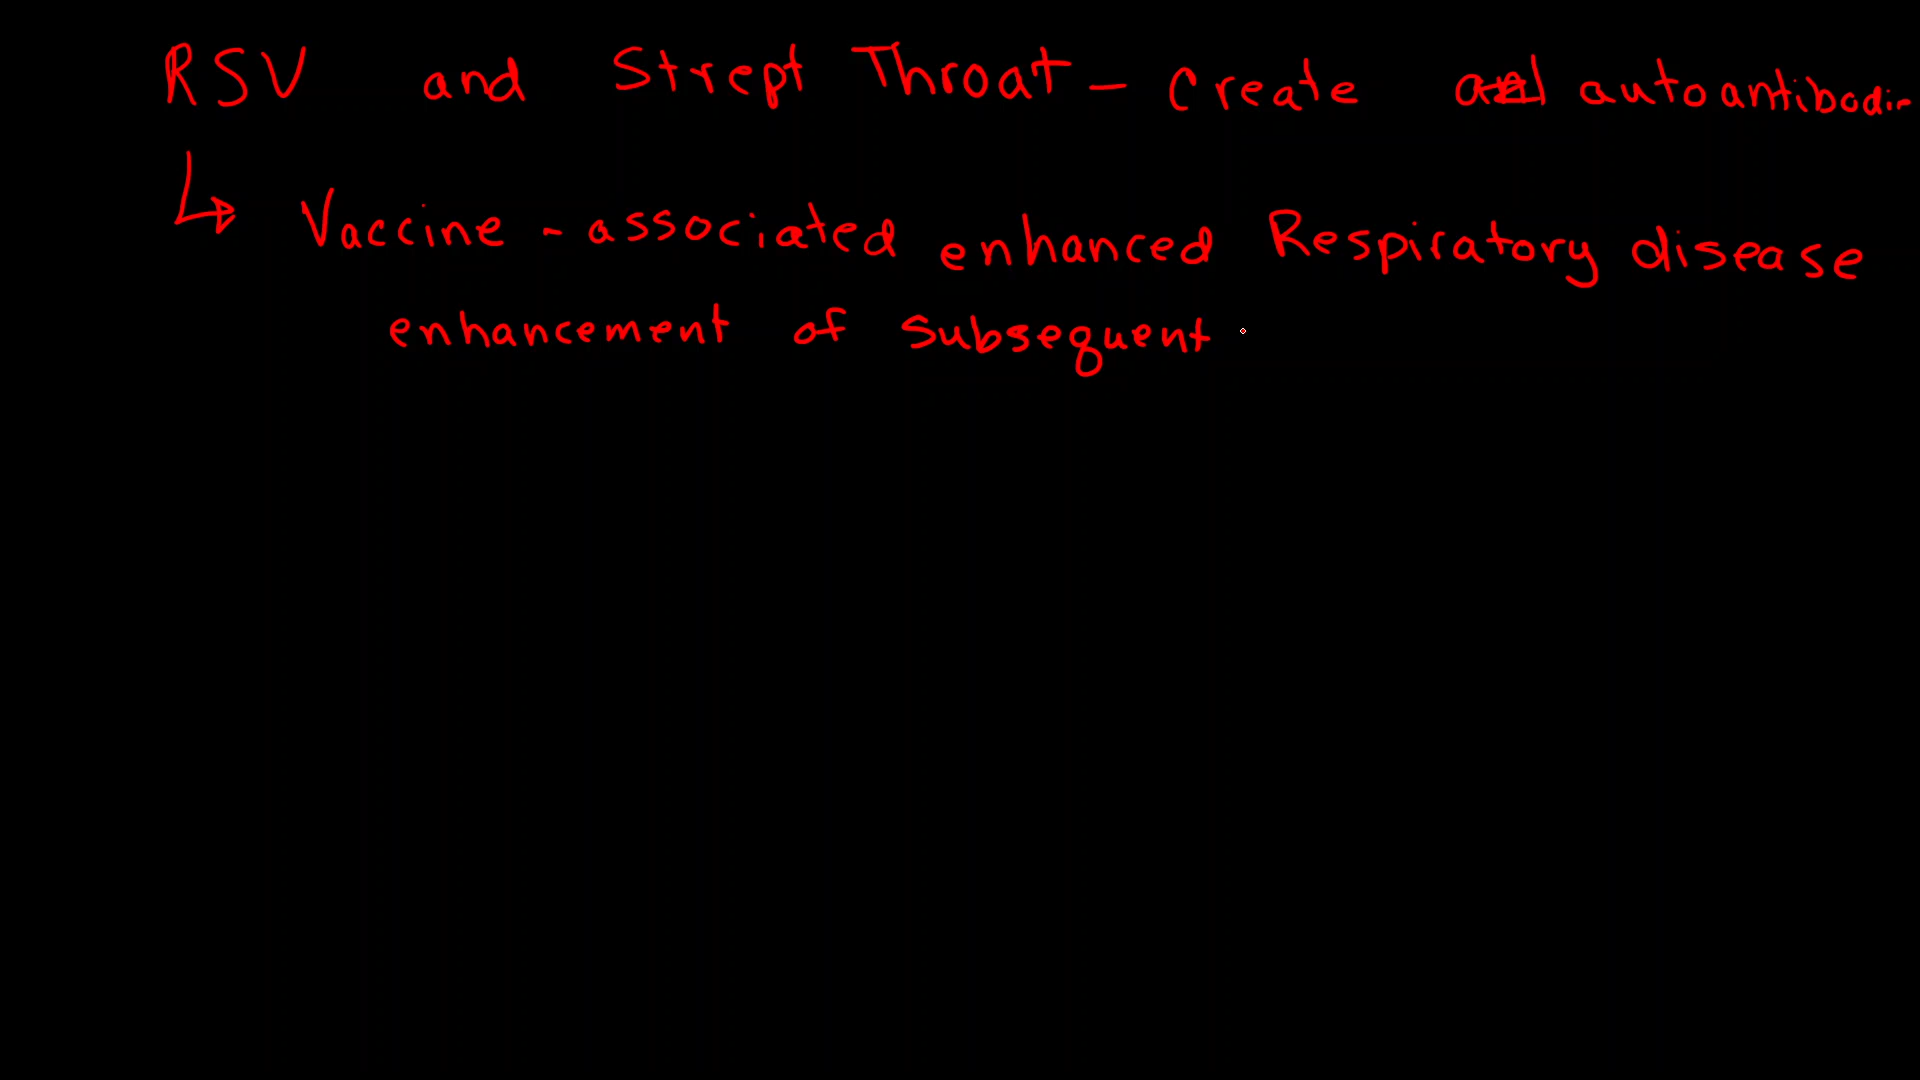 RSV and Strept Throat - Create autoantibodi
↳ Vaccine - associated enhanced Respiratory disease
enhancement of subsequent